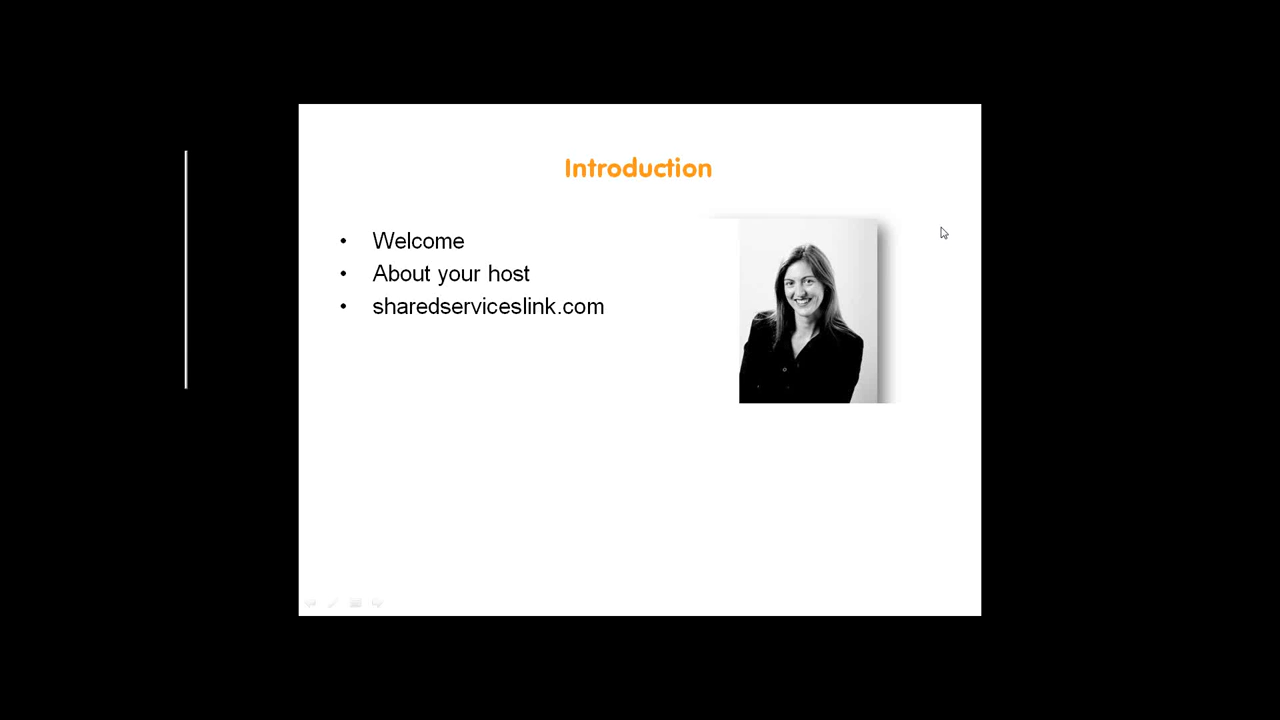 Introduction
• Welcome
• About your host
• sharedserviceslink.com